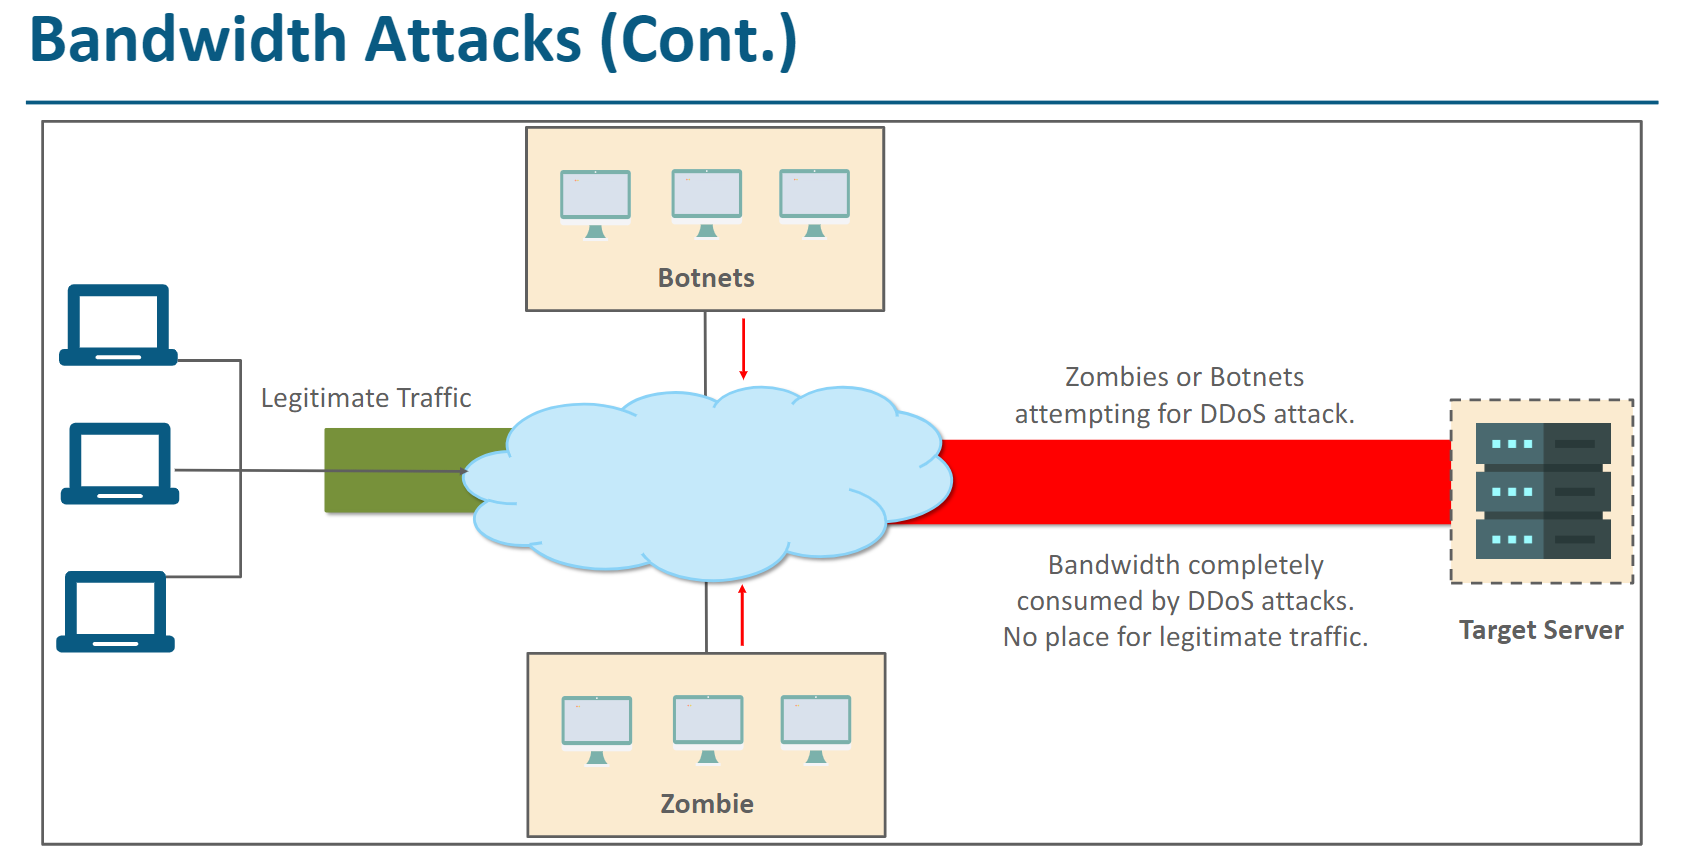 Bandwidth Attacks (Cont.)
Botnets
Legitimate Traffic
Zombies or Botnets
attempting for DDoS attack.
Bandwidth completely
consumed by DDoS attacks.
No place for legitimate traffic.
Target Server
Zombie